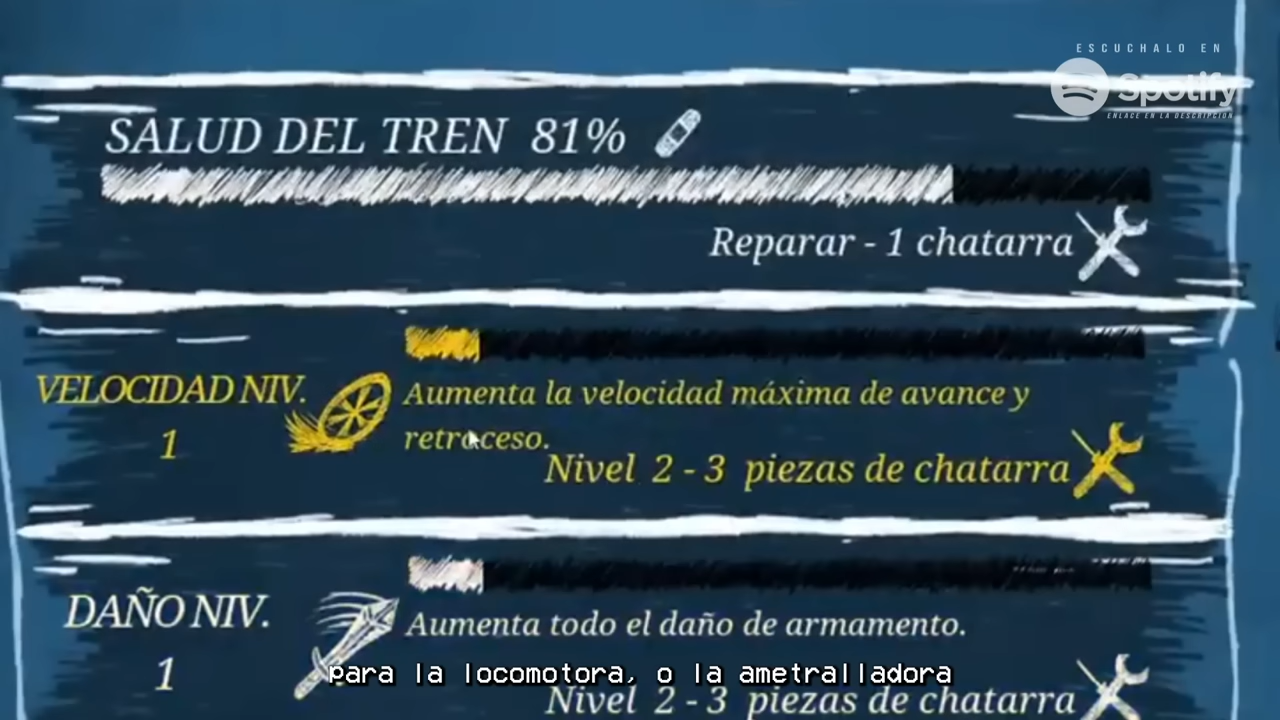 ESCUCHALO EN
Spotify
ENLACE EN LA DESCRIPCION
SALUD DEL TREN 81%
Reparar - 1 chatarra
VELOCIDAD NIV.
1
Aumenta la velocidad máxima de avance y
retroceso.
Nivel 2 - 3 piezas de chatarra
DAÑO NIV.
1
Aumenta todo el daño de armamento.
para la locomotora, o la ametralladora
Nivel 2 - 3 piezas de chatarra